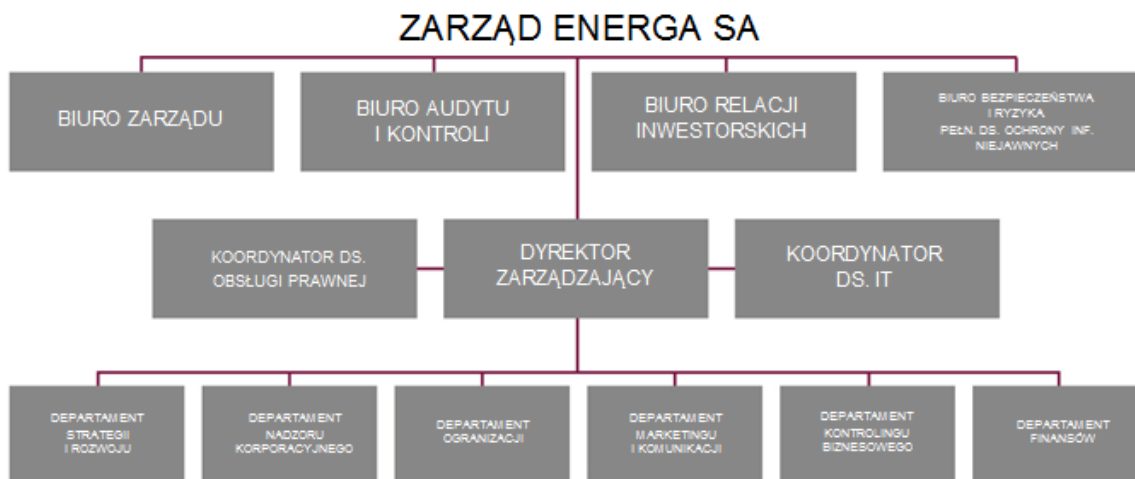 ZARZĄD ENERGA SA
BIURO ZARZĄDU
BIURO AUDYTU
I KONTROLI
BIURO RELACJI
INWESTORSKICH
BIURO BEZPIECZEŃSTWA
I RYZYKA
PEŁN. DS. OCHRONY INF.
NIEJAWNYCH
KOORDYNATOR DS.
OBSŁUGI PRAWNEJ
DYREKTOR
ZARZĄDZAJĄCY
KOORDYNATOR
DS. IT
DEPARTAMENT
STRATEGII
I ROZWOJU
DEPARTAMENT
NADZORU
KORPORACYJNEGO
DEPARTAMENT
OGRANIZACJI
DEPARTAMENT
MARKETINGU
I KOMUNIKACJI
DEPARTAMENT
KONTROLINGU
BIZNESOWEGO
DEPARTAMENT
FINANSÓW